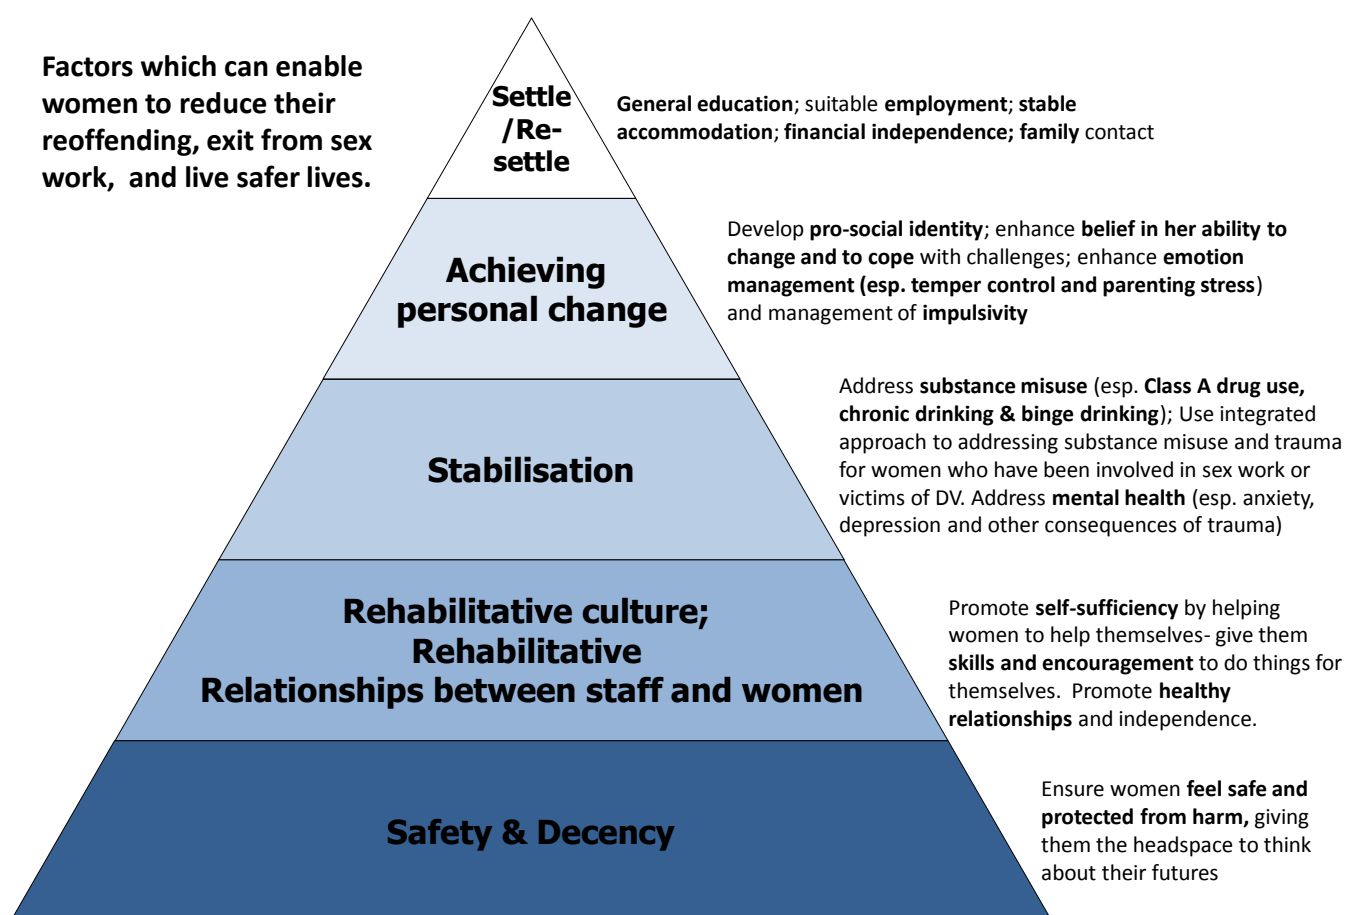 Factors which can enable
women to reduce their
reoffending, exit from sex
work,  and live safer lives.
Settle
/Re-
settle
General education; suitable employment; stable
accommodation; financial independence; family contact
Achieving
personal change
Develop pro-social identity; enhance belief in her ability to
change and to cope with challenges; enhance emotion
management (esp. temper control and parenting stress)
and management of impulsivity
Stabilisation
Address substance misuse (esp. Class A drug use,
chronic drinking & binge drinking); Use integrated
approach to addressing substance misuse and trauma
for women who have been involved in sex work or
victims of DV. Address mental health (esp. anxiety,
depression and other consequences of trauma)
Rehabilitative culture;
Rehabilitative
Relationships between staff and women
Promote self-sufficiency by helping
women to help themselves- give them
skills and encouragement to do things for
themselves.  Promote healthy
relationships and independence.
Safety & Decency
Ensure women feel safe and
protected from harm, giving
them the headspace to think
about their futures